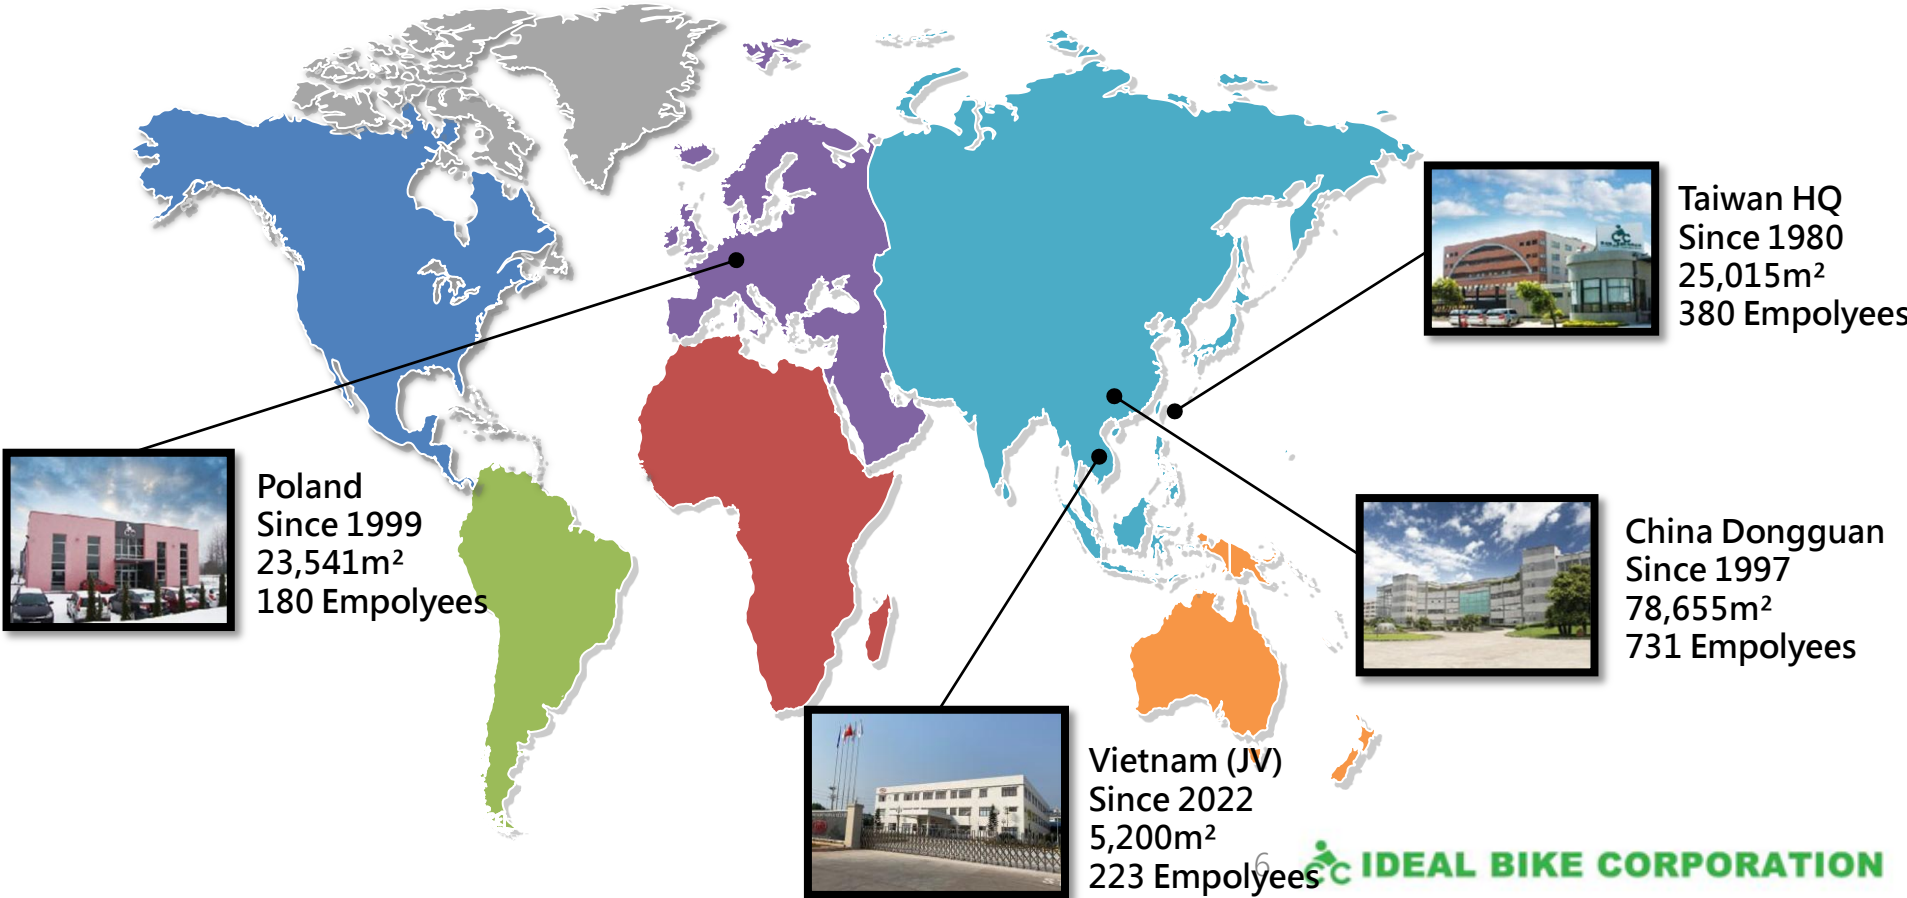 Taiwan HQ
Since 1980
25,015m²
380 Empolyees
Poland
Since 1999
23,541m²
180 Empolyees
China Dongguan
Since 1997
78,655m²
731 Empolyees
Vietnam (JV)
Since 2022
5,200m²
223 Empolyees
6
IDEAL BIKE CORPORATION